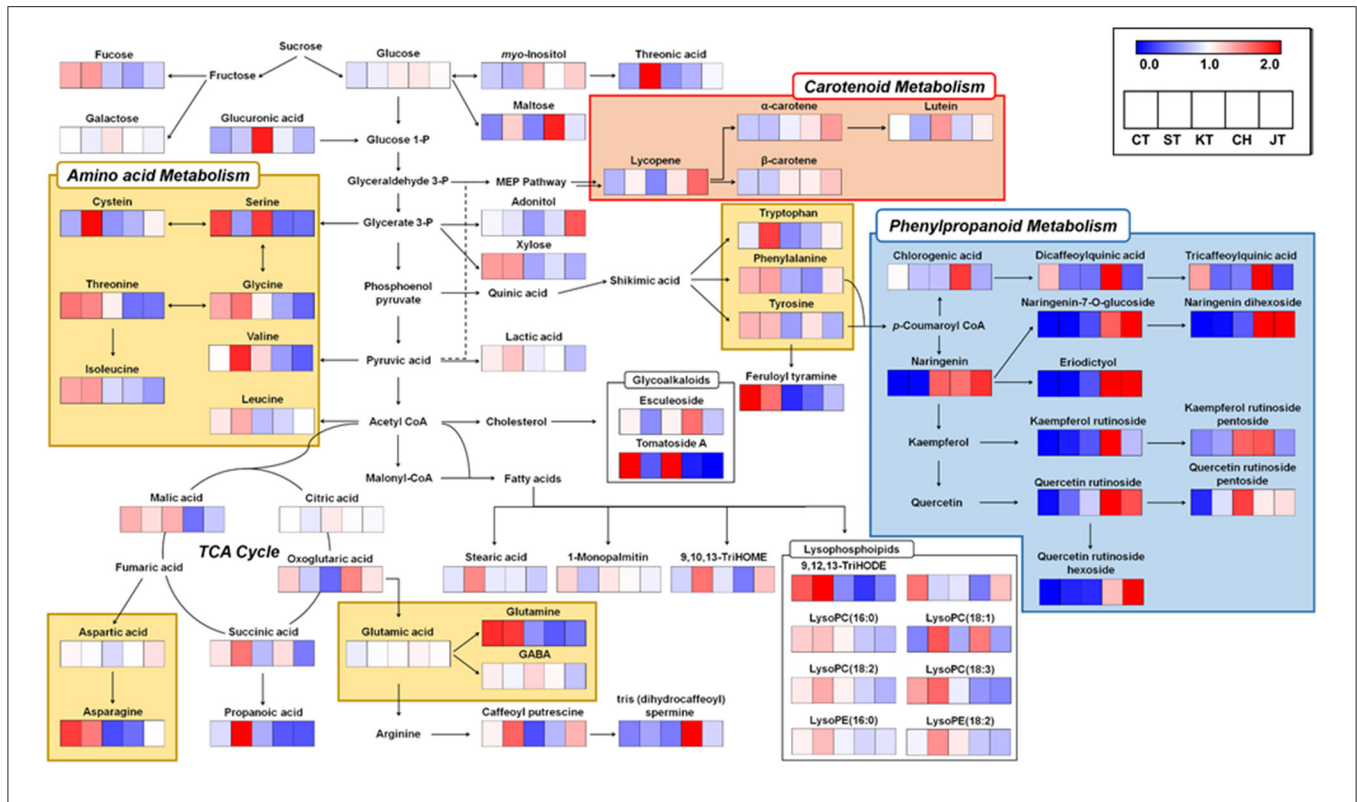 Sucrose
Fucose
Glucose
myo-Inositol
Threonic acid
0.0
1.0
2.0
CT
ST
KT
CH
JT
Fructose
Galactose
Glucuronic acid
Maltose
Glucose 1-P
Carotenoid Metabolism
α-carotene
Lutein
Lycopene
β-carotene
Glyceraldehyde 3-P
MEP Pathway
Amino acid Metabolism
Cystein
Serine
Glycerate 3-P
Adonitol
Xylose
Threonine
Glycine
Phosphoenol
pyruvate
Quinic acid
Shikimic acid
Tryptophan
Phenylalanine
Tyrosine
Valine
Pyruvic acid
Lactic acid
Isoleucine
Leucine
Feruloyl tyramine
Phenylpropanoid Metabolism
Chlorogenic acid
Dicaffeoylquinic acid
Tricaffeoylquinic acid
Naringenin-7-O-glucoside
Naringenin dihexoside
p-Coumaroyl CoA
Naringenin
Eriodictyol
Kaempferol
Kaempferol rutinoside
Kaempferol rutinoside
pentoside
Quercetin
Quercetin rutinoside
Quercetin rutinoside
pentoside
Quercetin rutinoside
hexoside
Acetyl CoA
Cholesterol
Glycoalkaloids
Esculeoside
Tomatoside A
Malonyl-CoA
Fatty acids
Malic acid
Citric acid
TCA Cycle
Fumaric acid
Oxoglutaric acid
Stearic acid
1-Monopalmitin
9,10,13-TriHOME
Lysophosphoipids
9,12,13-TriHODE
LysoPC(16:0)
LysoPC(18:1)
LysoPC(18:2)
LysoPC(18:3)
LysoPE(16:0)
LysoPE(18:2)
Aspartic acid
Succinic acid
Glutamic acid
Glutamine
GABA
Asparagine
Propanoic acid
Arginine
Caffeoyl putrescine
tris (dihydrocaffeoyl)
spermine